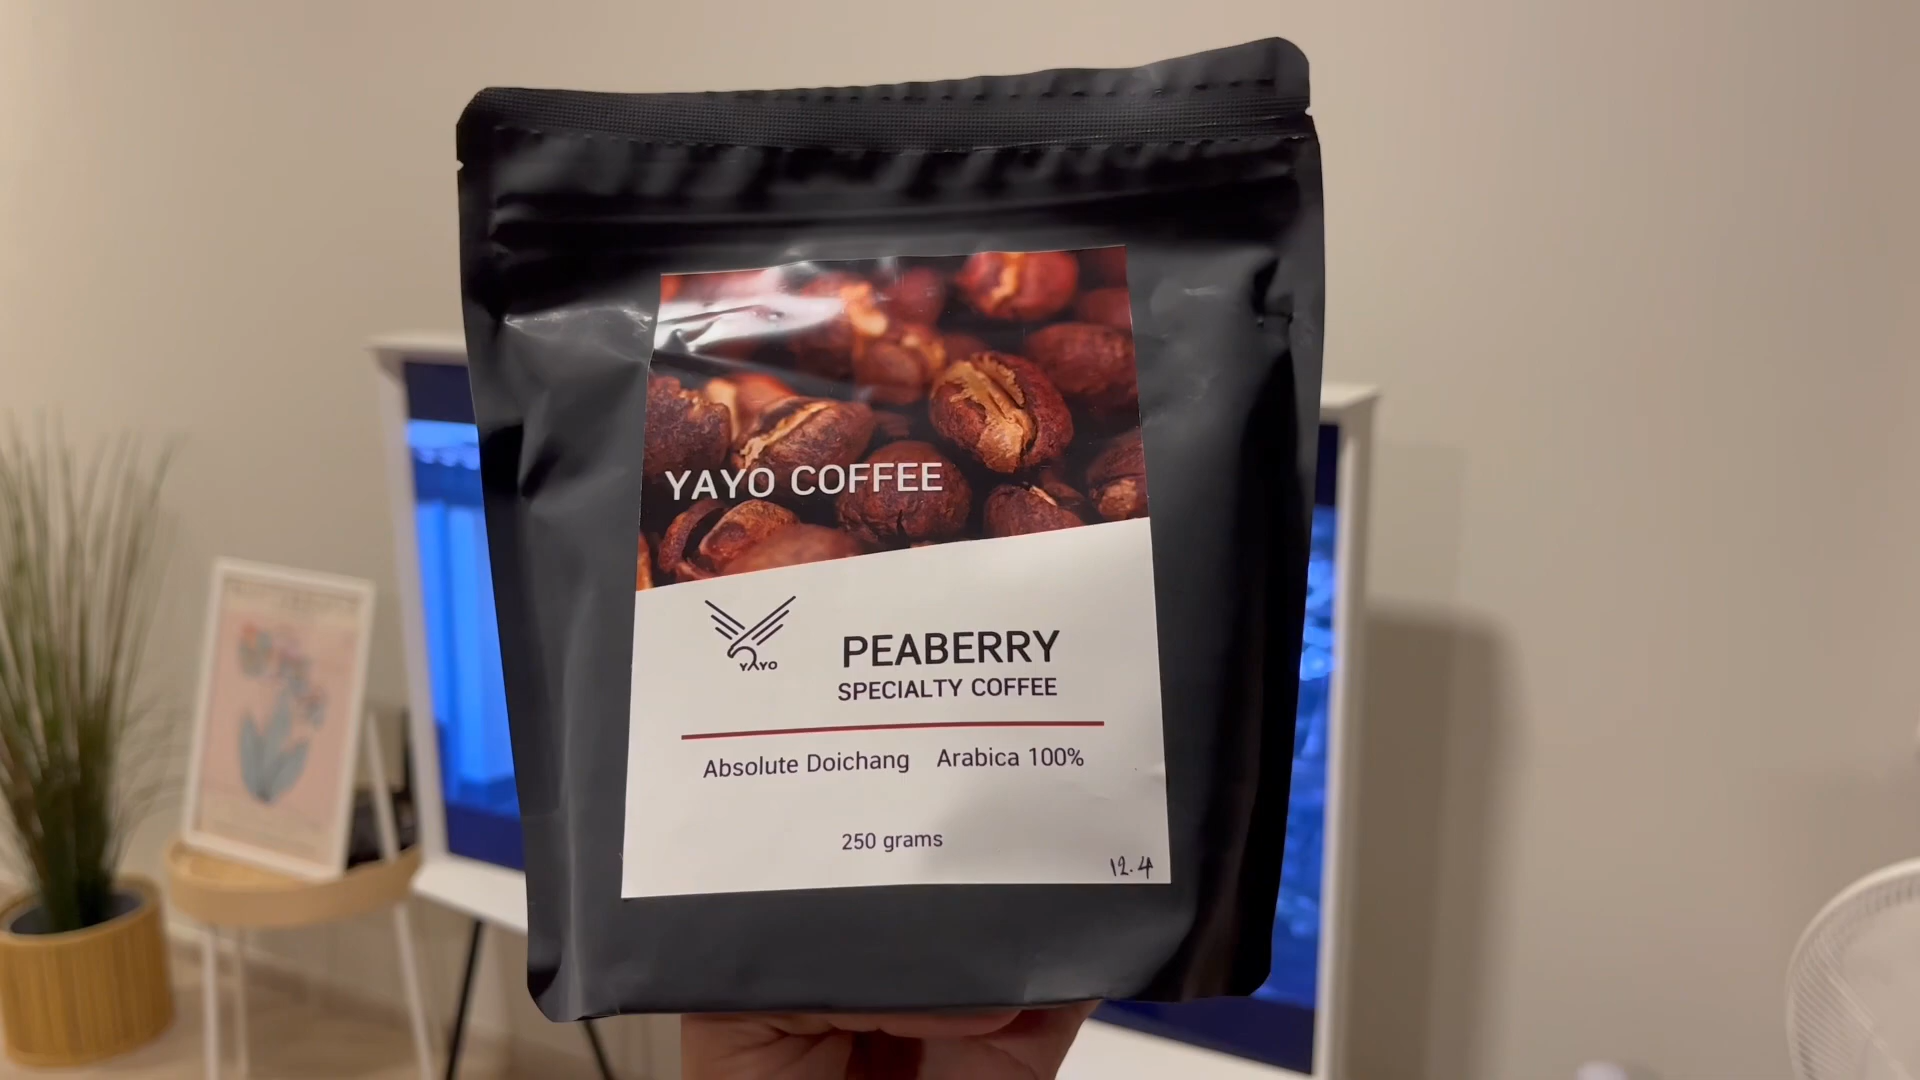 YAYO COFFEE
YAYO
PEABERRY
SPECIALTY COFFEE
Absolute Doichang Arabica 100%
250 grams
12.4